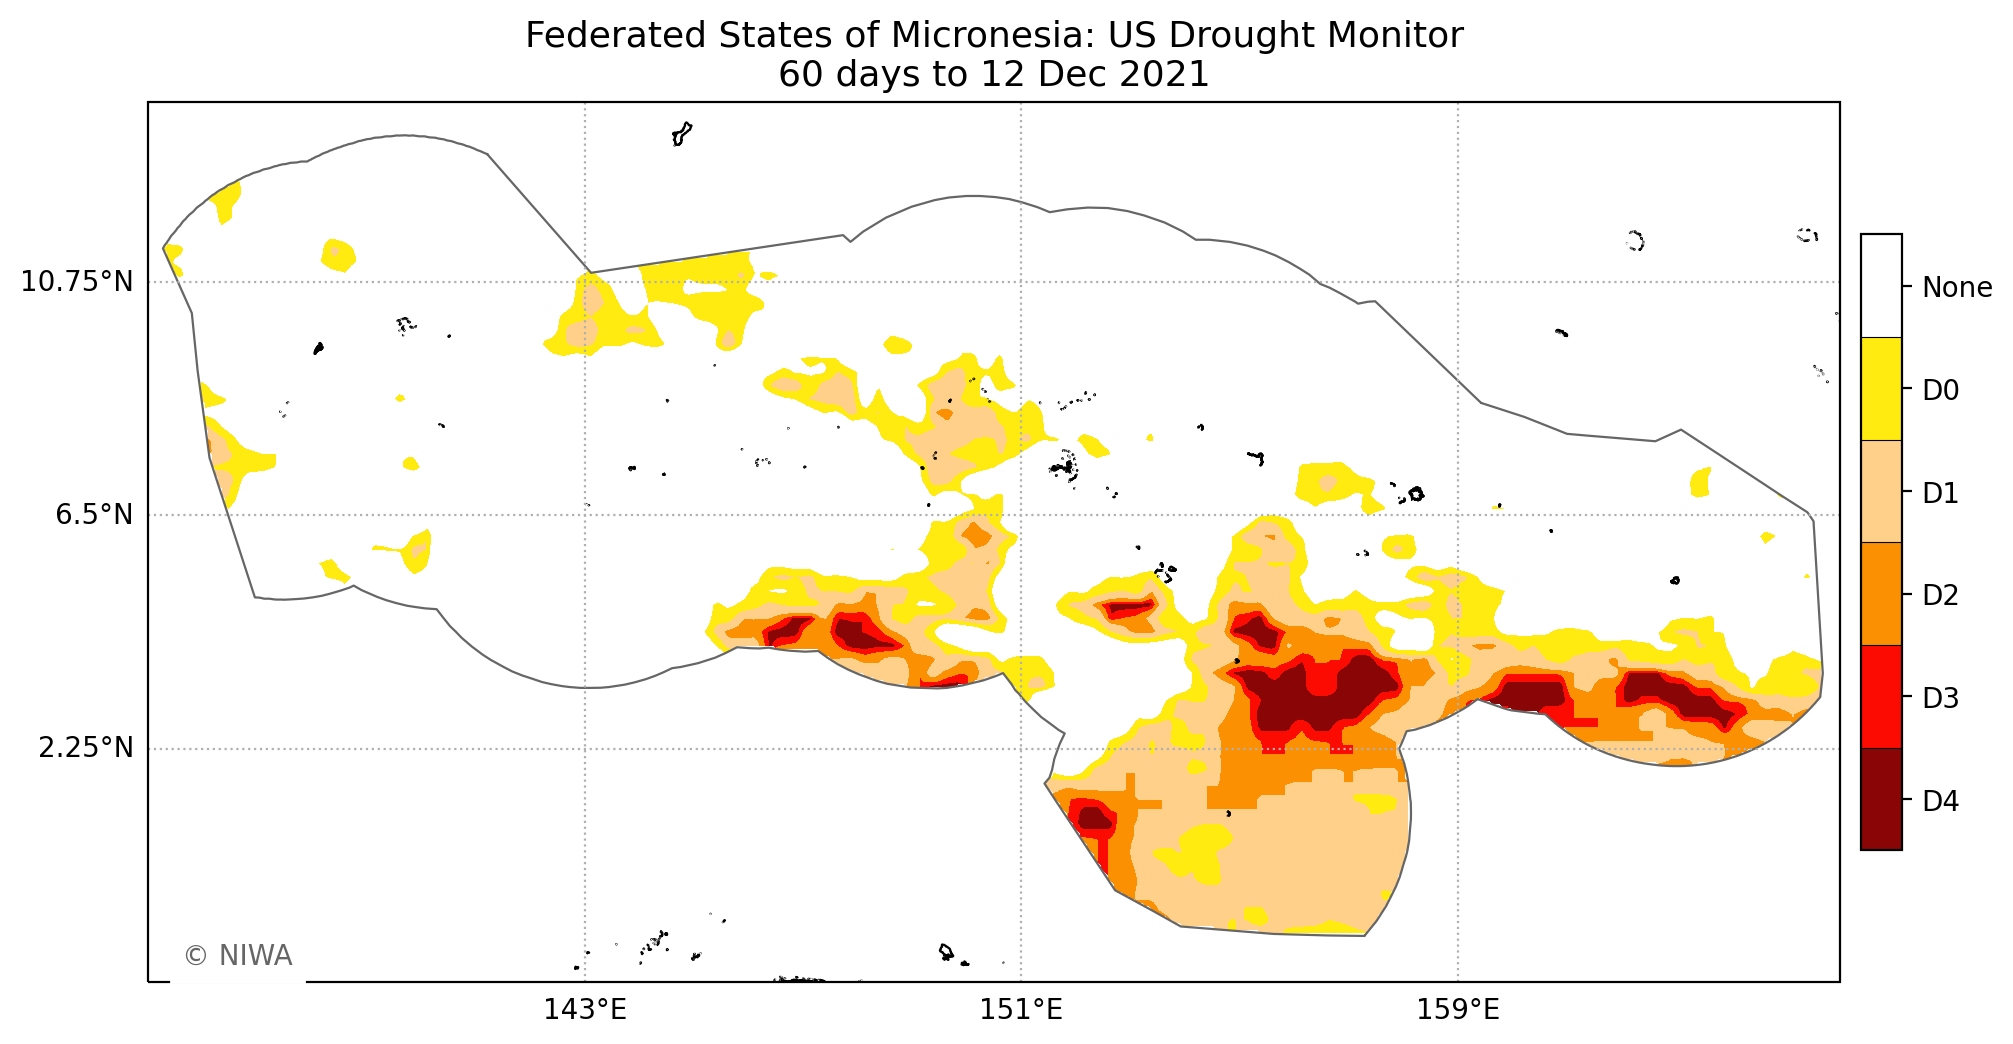 Federated States of Micronesia: US Drought Monitor
60 days to 12 Dec 2021
10.75°N
6.5°N
2.25°N
143°E
151°E
159°E
None
D0
D1
D2
D3
D4
© NIWA